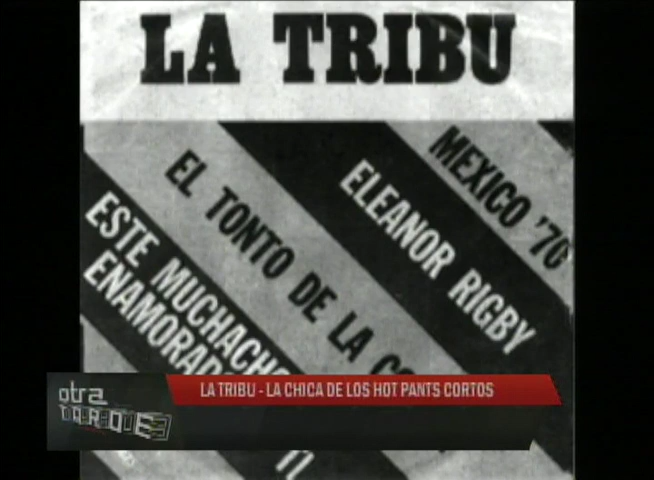 LA TRIBU
MEXICO '70
ELEANOR RIGBY
EL TONTO DE LA
ESTE MUCHACHO
ENAMORADO
LA TRIBU - LA CHICA DE LOS HOT PANTS CORTOS
otra